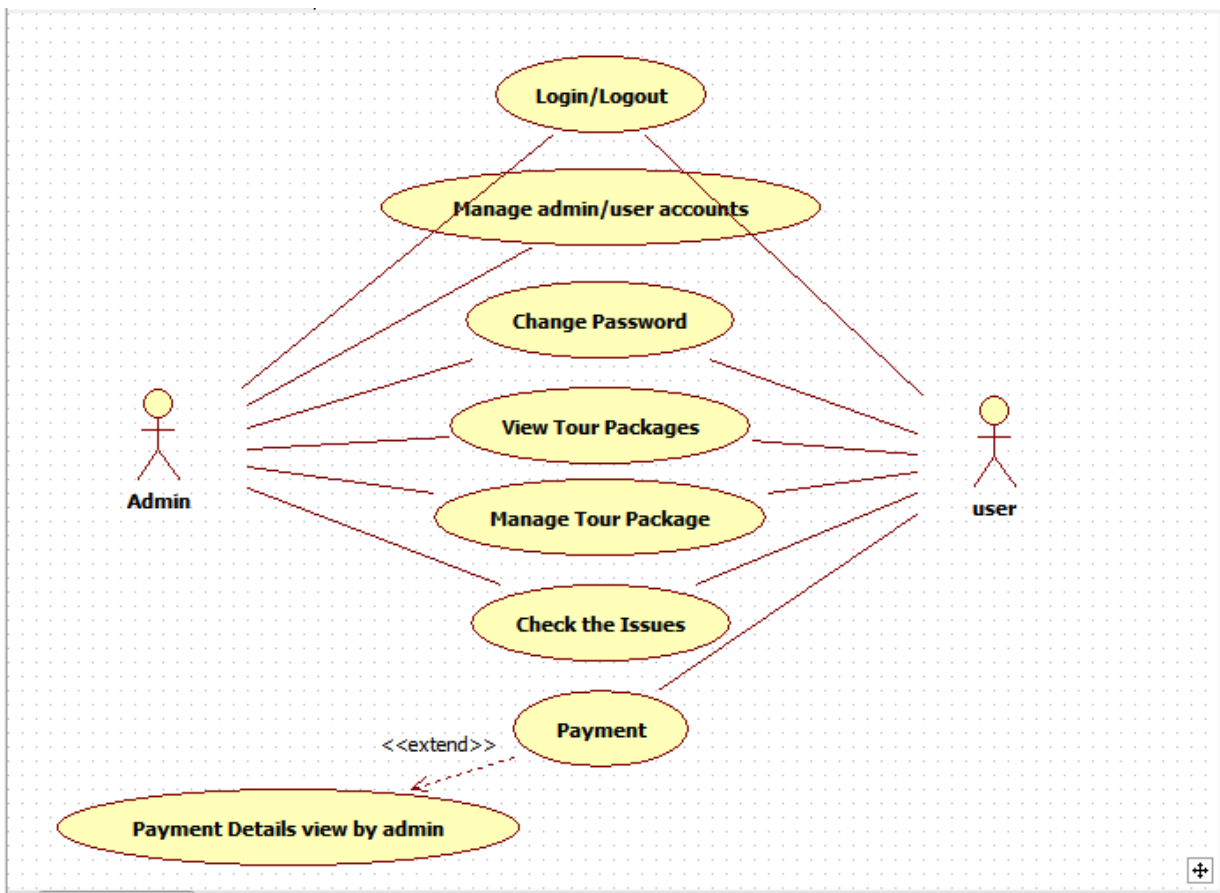 Login/Logout
Manage admin/user accounts
Change Password
View Tour Packages
Admin
user
Manage Tour Package
Check the Issues
Payment
<<extend>>
Payment Details view by admin